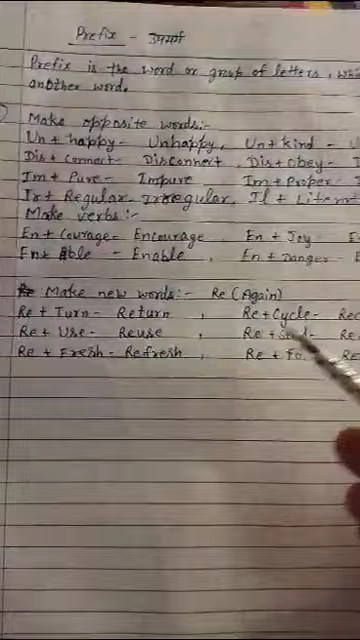 Prefix - उपसर्ग
Prefix is the word or group of letters,
another word.
Make opposite words:-
Un + happy - Unhappy, Un + kind -
Dis + Connect - Disconnect, Dis + obey -
Im + Pure - Impure, Im + Proper -
Ir + Regular - Irregular, Il +
Make verbs:-
En + Courage - Encourage, En + Joy
En + Able - Enable, En + Danger -
Make new words:- Re (Again)
Re + Turn - Return, Re + Cycle -
Re + Use - Reuse, Re +
Re + Fresh - Refresh, Re +